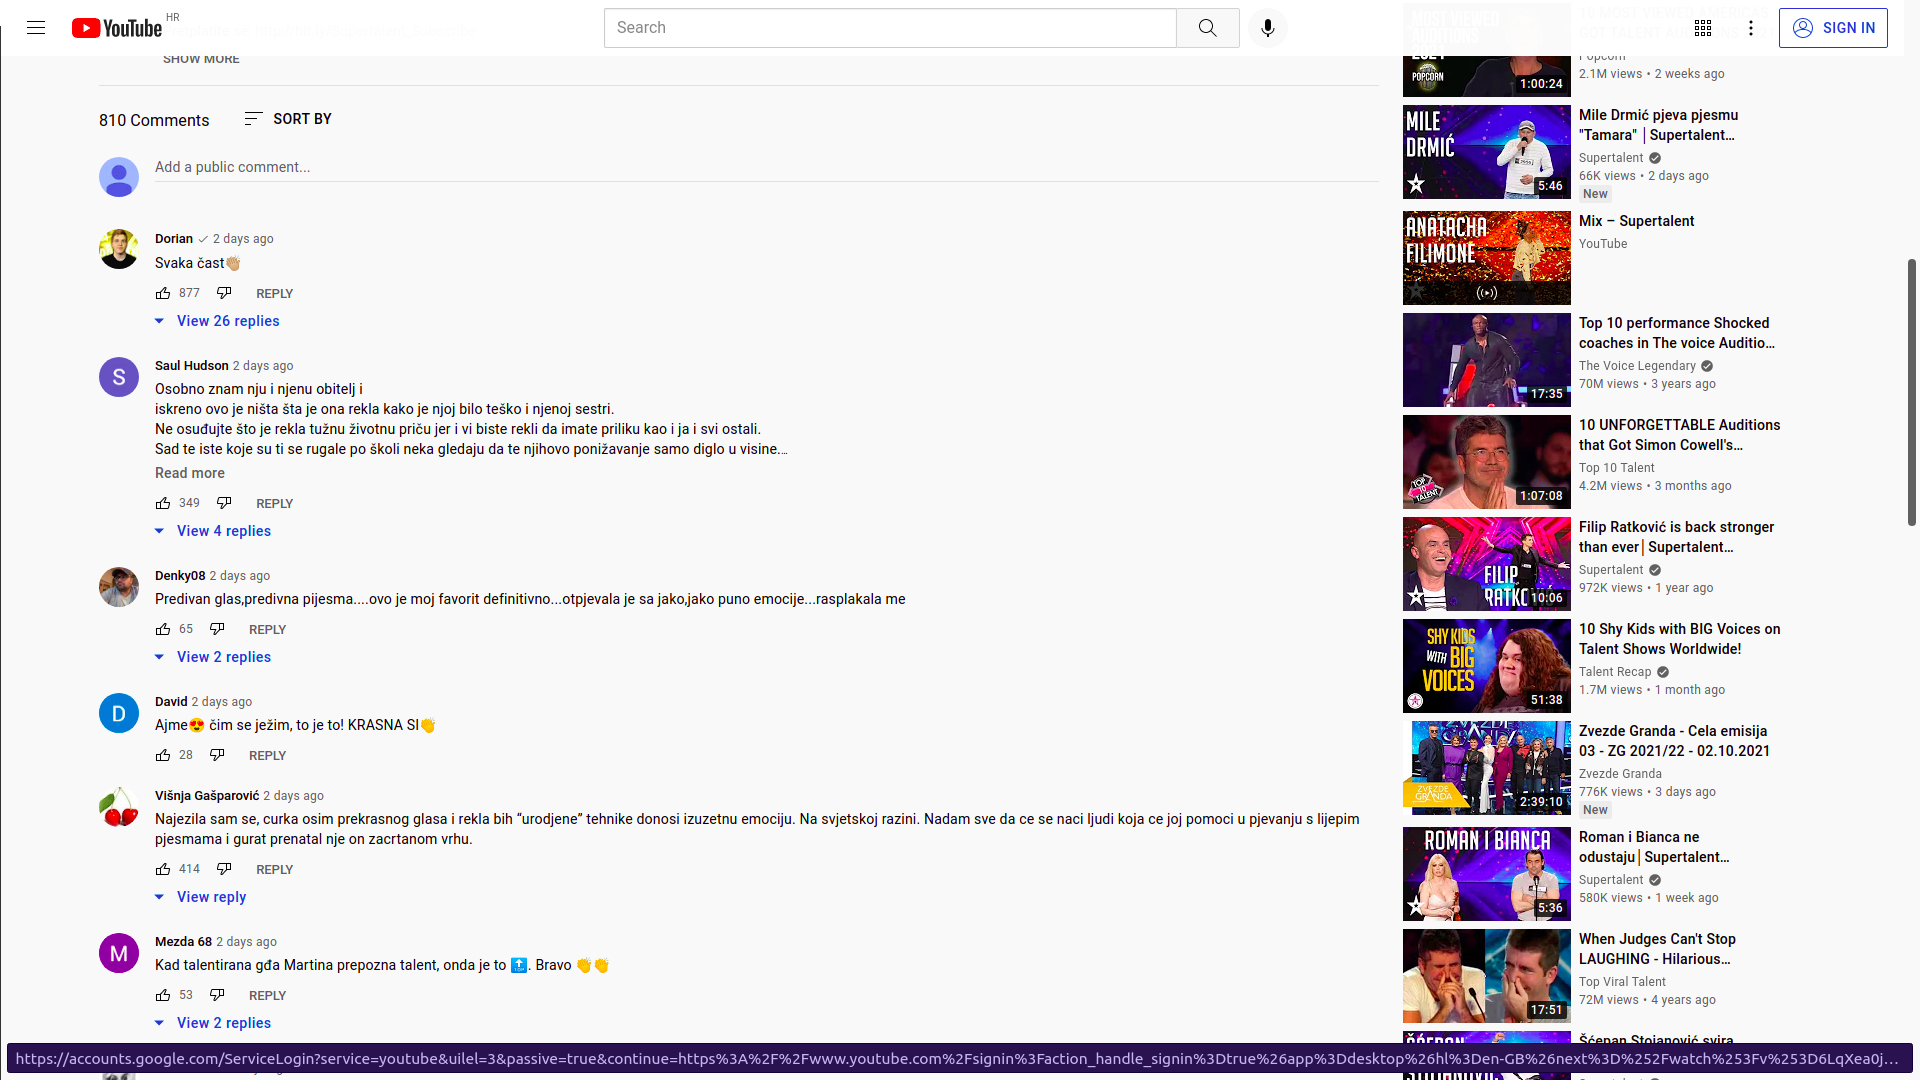 YouTube HR
Search
SIGN IN
SHOW MORE
810 Comments
SORT BY
Add a public comment...
Dorian 2 days ago
Svaka čast👏🏼
877 REPLY
View 26 replies
Saul Hudson 2 days ago
Osobno znam nju i njenu obitelj i
iskreno ovo je ništa šta je ona rekla kako je njoj bilo teško i njenoj sestri.
Ne osuđujte što je rekla tužnu životnu priču jer i vi biste rekli da imate priliku kao i ja i svi ostali.
Sad te iste koje su ti se rugale po školi neka gledaju da te njihovo ponižavanje samo diglo u visine....
Read more
349 REPLY
View 4 replies
Denky08 2 days ago
Predivan glas,predivna pijesma....ovo je moj favorit definitivno...otpjevala je sa jako,jako puno emocije...rasplakala me
65 REPLY
View 2 replies
David 2 days ago
Ajme😍 čim se ježim, to je to! KRASNA SI👏
28 REPLY
Višnja Gašparović 2 days ago
Najezila sam se, curka osim prekrasnog glasa i rekla bih “urodjene” tehnike donosi izuzetnu emociju. Na svjetskoj razini. Nadam sve da ce se naci ljudi koja ce joj pomoci u pjevanju s lijepim
pjesmama i gurat prenatal nje on zacrtanom vrhu.
414 REPLY
View reply
Mezda 68 2 days ago
Kad talentirana gđa Martina prepozna talent, onda je to 🔝. Bravo 👏👏
53 REPLY
View 2 replies
POPCORN
1:00:24
Popcorn
2.1M views • 2 weeks ago
MILE
DRMIĆ
5:46
Mile Drmić pjeva pjesmu
"Tamara" │Supertalent...
Supertalent
66K views • 2 days ago
New
ANATACHA
FILIMONE
Mix – Supertalent
YouTube
17:35
Top 10 performance Shocked
coaches in The voice Auditio...
The Voice Legendary
70M views • 3 years ago
TOP
10
TALENT
1:07:08
10 UNFORGETTABLE Auditions
that Got Simon Cowell's...
Top 10 Talent
4.2M views • 3 months ago
FILIP
RATKOVIĆ
10:06
Filip Ratković is back stronger
than ever│Supertalent...
Supertalent
972K views • 1 year ago
SHY KIDS
WITH BIG
VOICES
51:38
10 Shy Kids with BIG Voices on
Talent Shows Worldwide!
Talent Recap
1.7M views • 1 month ago
ZVEZDE
GRANDA
2:39:10
Zvezde Granda - Cela emisija
03 - ZG 2021/22 - 02.10.2021
Zvezde Granda
776K views • 3 days ago
New
ROMAN I BIANCA
5:36
Roman i Bianca ne
odustaju│Supertalent...
Supertalent
580K views • 1 week ago
17:51
When Judges Can't Stop
LAUGHING - Hilarious...
Top Viral Talent
72M views • 4 years ago
Šćepan Stojanović svira
https://accounts.google.com/ServiceLogin?service=youtube&uilel=3&passive=true&continue=https%3A%2F%2Fwww.youtube.com%2Fsignin%3Faction_handle_signin%3Dtrue%26app%3Ddesktop%26hl%3Den-GB%26next%3D%252Fwatch%253Fv%253D6LqXea0j...